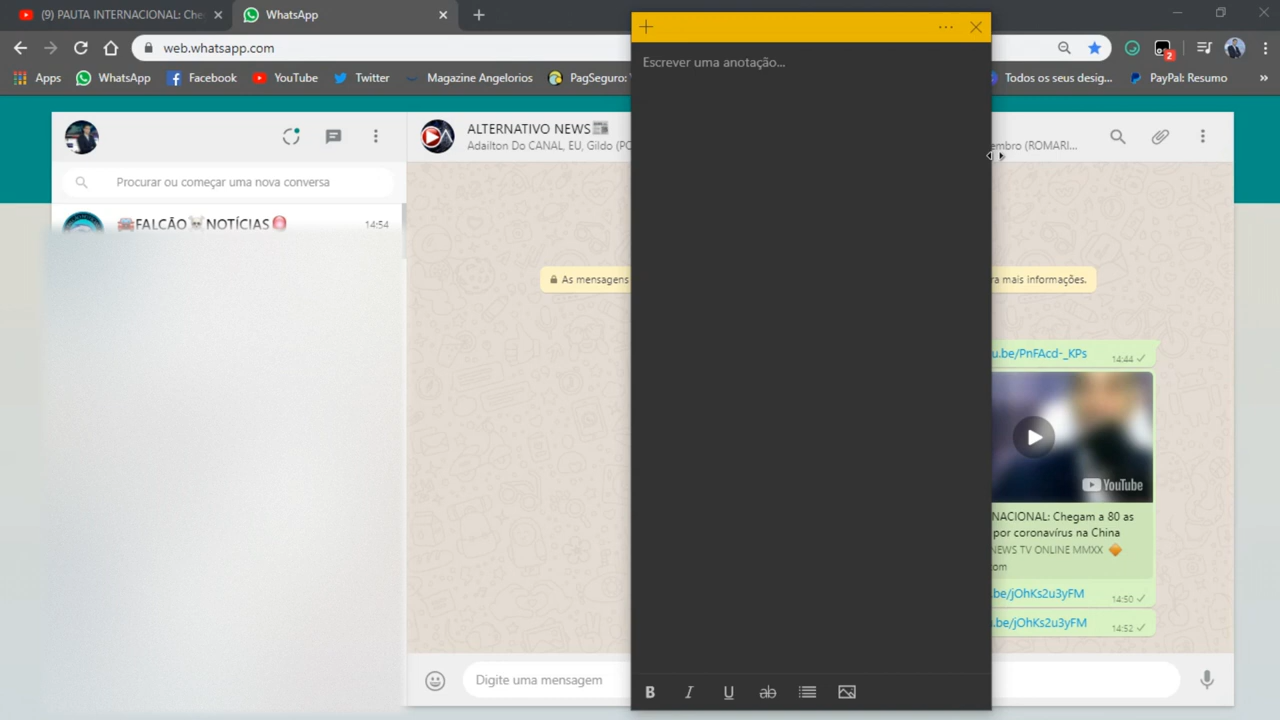 (9) PAUTA INTERNACIONAL: Che
WhatsApp
web.whatsapp.com
2
Apps
WhatsApp
Facebook
YouTube
Twitter
Magazine Angelorios
PagSeguro:
Todos os seus desig...
PayPal: Resumo
»
Escrever uma anotação...
ALTERNATIVO NEWS
Adailton Do CANAL, EU, Gildo (PC
embro (ROMARI...
Procurar ou começar uma nova conversa
FALCÃO NOTÍCIAS
14:54
As mensagens
ra mais informações.
u.be/PnFAcd-_KPs
14:44
YouTube
NACIONAL: Chegam a 80 as
por coronavírus na China
NEWS TV ONLINE MMXX
om
.be/jOhKs2u3yFM
14:50
u.be/jOhKs2u3yFM
14:52
Digite uma mensagem
B I U ab